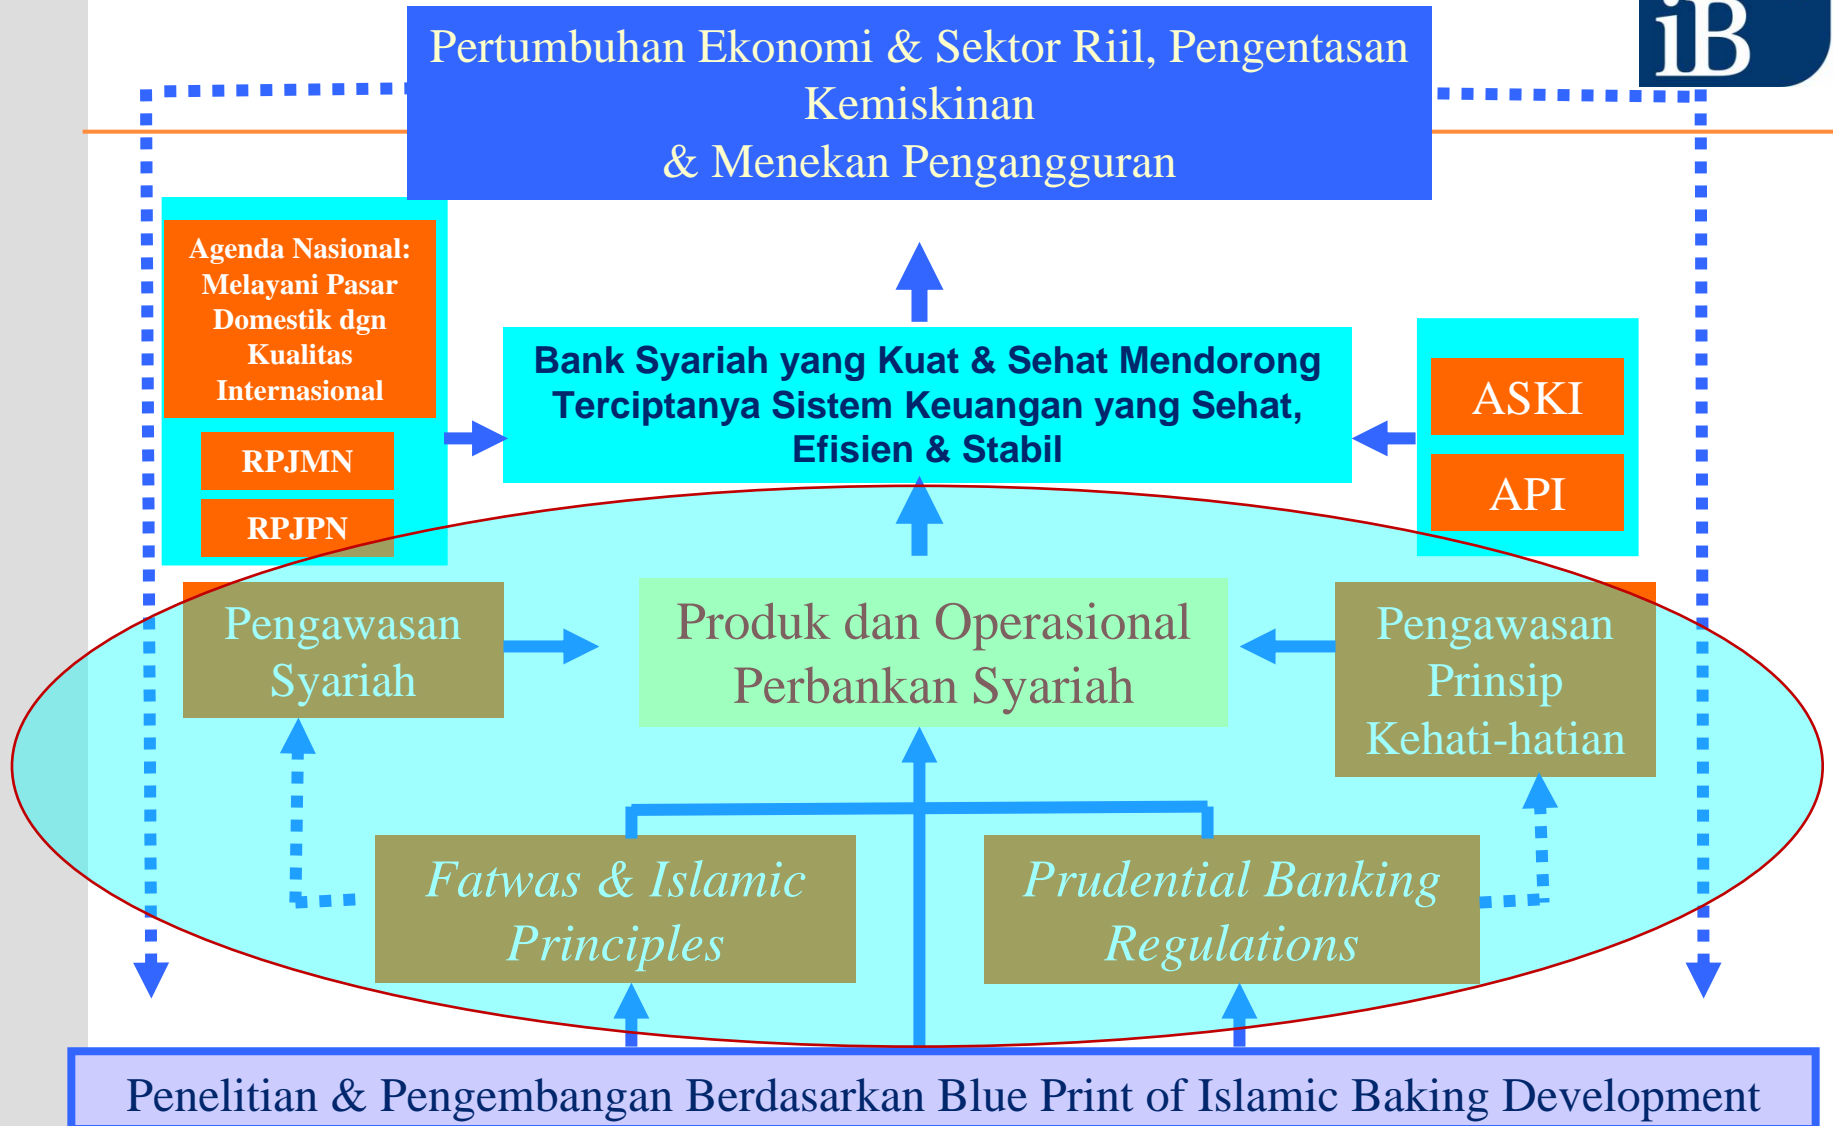 iB
Pertumbuhan Ekonomi & Sektor Riil, Pengentasan
Kemiskinan
& Menekan Pengangguran
Agenda Nasional:
Melayani Pasar
Domestik dgn
Kualitas
Internasional
RPJMN
RPJPN
Bank Syariah yang Kuat & Sehat Mendorong
Terciptanya Sistem Keuangan yang Sehat,
Efisien & Stabil
ASKI
API
Pengawasan
Syariah
Produk dan Operasional
Perbankan Syariah
Pengawasan
Prinsip
Kehati-hatian
Fatwas & Islamic
Principles
Prudential Banking
Regulations
Penelitian & Pengembangan Berdasarkan Blue Print of Islamic Baking Development